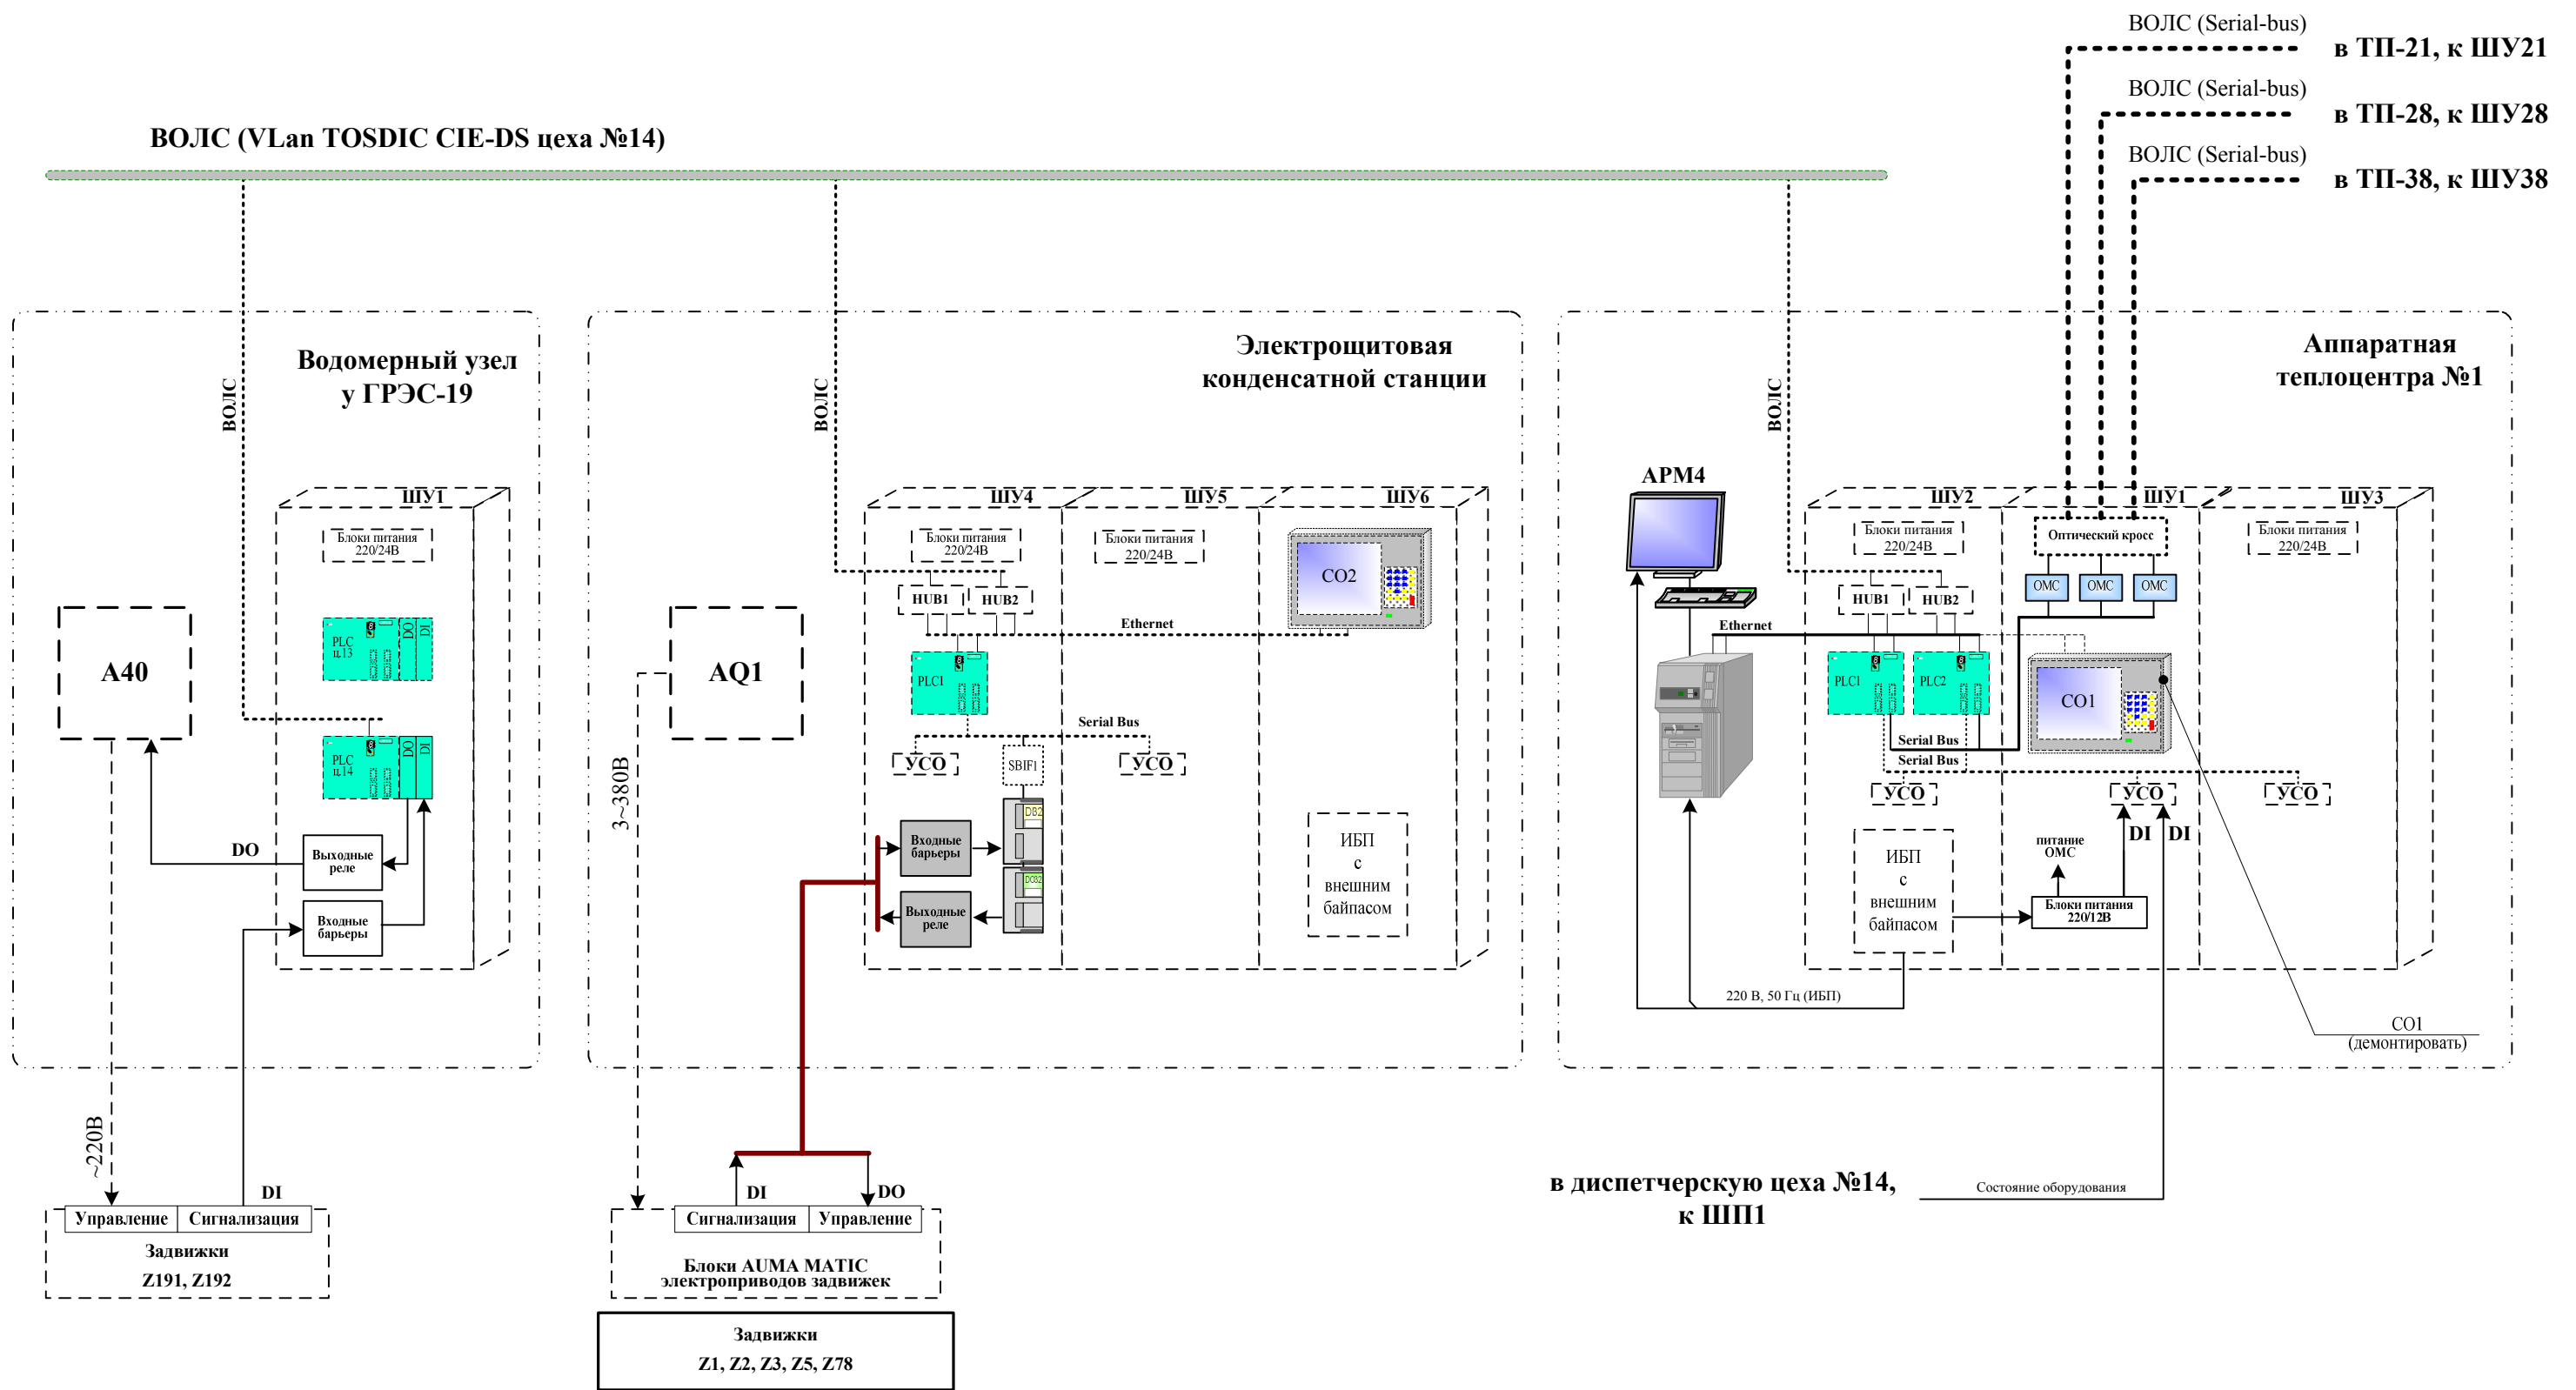 ВОЛС (Serial-bus)
в ТП-21, к ШУ21
ВОЛС (Serial-bus)
в ТП-28, к ШУ28
ВОЛС (Serial-bus)
в ТП-38, к ШУ38
ВОЛС (VLan TOSDIC CIE-DS цеха №14)
Водомерный узел
у ГРЭС-19
ВОЛС
ШУ1
Блоки питания
220/24В
PLC
ц.13
DO
DI
A40
PLC
ц.14
DO
DI
DO
Выходные
реле
Входные
барьеры
~220В
DI
Управление
Сигнализация
Задвижки
Z191, Z192
Электрощитовая
конденсатной станции
ВОЛС
ШУ4
ШУ5
ШУ6
Блоки питания
220/24В
Блоки питания
220/24В
CO2
HUB1
HUB2
Ethernet
AQ1
PLC1
Serial Bus
УСО
SBIF1
УСО
3~380В
DI32
Входные
барьеры
DO32
Выходные
реле
ИБП
с
внешним
байпасом
DI
DO
Сигнализация
Управление
Блоки AUMA MATIC
электроприводов задвижек
Задвижки
Z1, Z2, Z3, Z5, Z78
Аппаратная
теплоцентра №1
ВОЛС
АРМ4
ШУ2
ШУ1
ШУ3
Блоки питания
220/24В
Оптический кросс
Блоки питания
220/24В
ОМС
ОМС
ОМС
HUB1
HUB2
Ethernet
PLC1
PLC2
CO1
Serial Bus
Serial Bus
УСО
УСО
УСО
DI
DI
питание
ОМС
ИБП
с
внешним
байпасом
Блоки питания
220/12В
220 В, 50 Гц (ИБП)
CO1
(демонтировать)
в диспетчерскую цеха №14,
к ШП1
Состояние оборудования